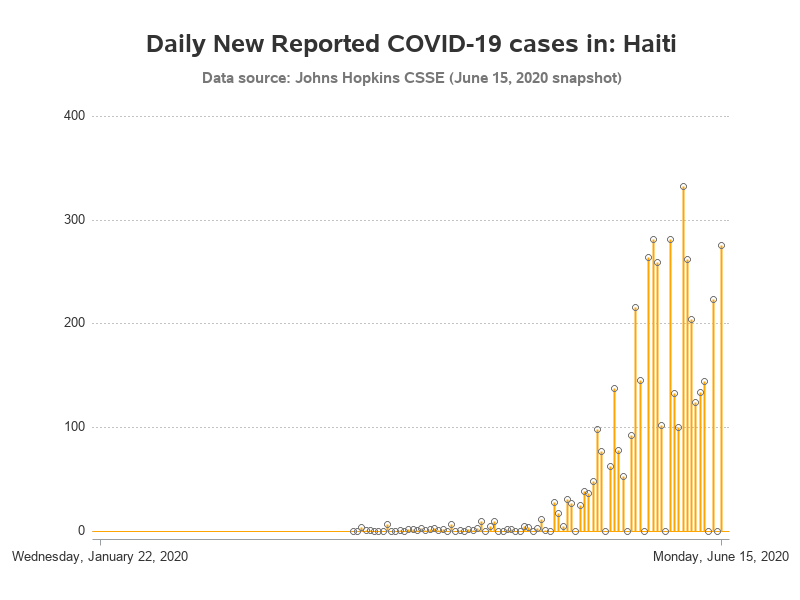 Daily New Reported COVID-19 cases in: Haiti
Data source: Johns Hopkins CSSE (June 15, 2020 snapshot)
400
300
200
100
0
Wednesday, January 22, 2020
Monday, June 15, 2020